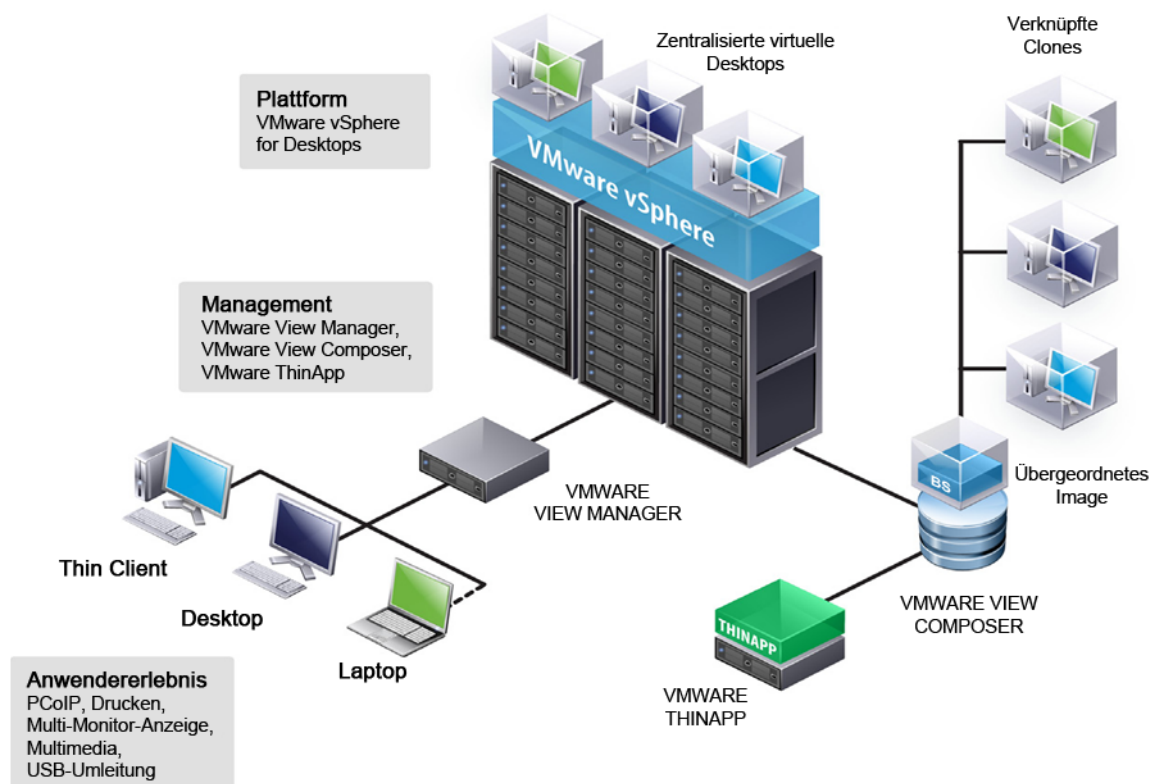 Zentralisierte virtuelle
Desktops
Verknüpfte
Clones
Plattform
VMware vSphere
for Desktops
VMware vSphere
Management
VMware View Manager,
VMware View Composer,
VMware ThinApp
VMWARE
VIEW MANAGER
BS
Übergeordnetes
Image
Thin Client
Desktop
Laptop
THINAPP
VMWARE
THINAPP
VMWARE VIEW
COMPOSER
Anwendererlebnis
PCoIP, Drucken,
Multi-Monitor-Anzeige,
Multimedia,
USB-Umleitung